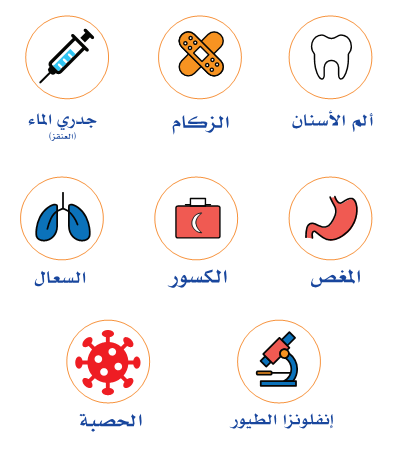 ألم الأسنان
الزكام
جدري الماء
(العنقز)
المغص
الكسور
السعال
إنفلونزا الطيور
الحصبة